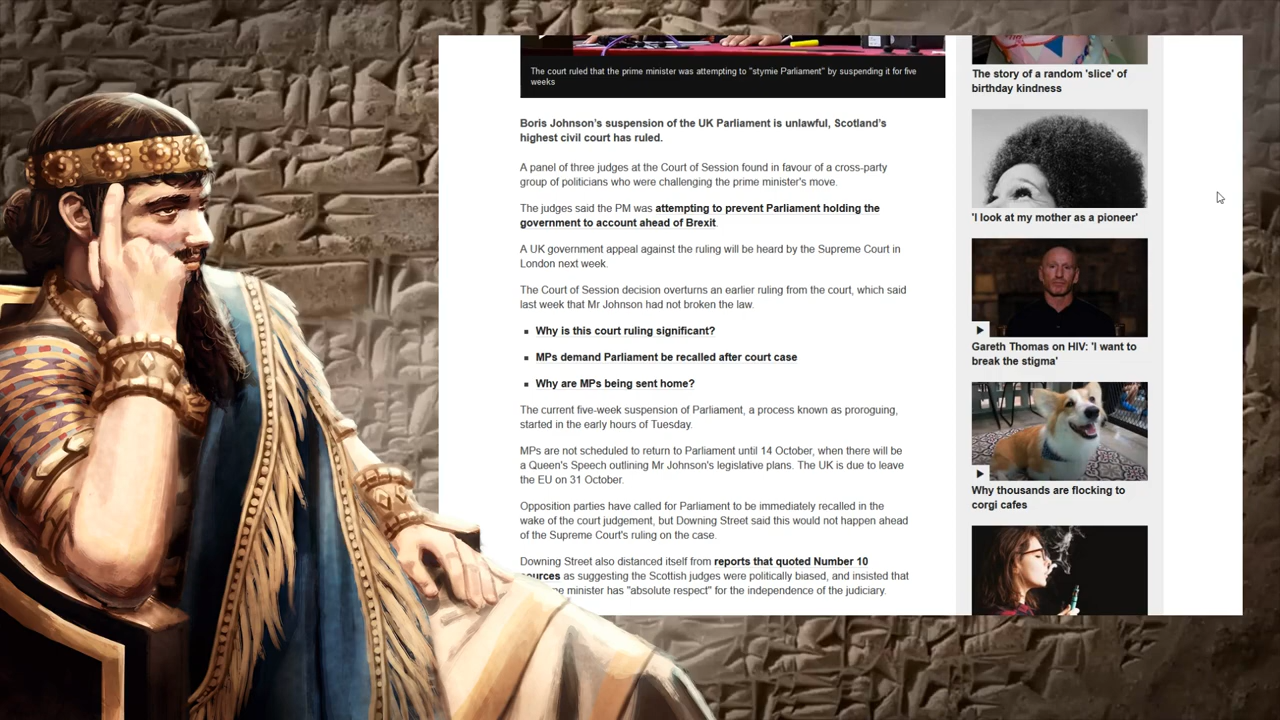 The court ruled that the prime minister was attempting to "stymie Parliament" by suspending it for five
weeks
Boris Johnson's suspension of the UK Parliament is unlawful, Scotland's
highest civil court has ruled.
A panel of three judges at the Court of Session found in favour of a cross-party
group of politicians who were challenging the prime minister's move.
The judges said the PM was attempting to prevent Parliament holding the
government to account ahead of Brexit.
A UK government appeal against the ruling will be heard by the Supreme Court in
London next week.
The Court of Session decision overturns an earlier ruling from the court, which said
last week that Mr Johnson had not broken the law.
Why is this court ruling significant?
MPs demand Parliament be recalled after court case
Why are MPs being sent home?
The current five-week suspension of Parliament, a process known as proroguing,
started in the early hours of Tuesday.
MPs are not scheduled to return to Parliament until 14 October, when there will be
a Queen's Speech outlining Mr Johnson's legislative plans. The UK is due to leave
the EU on 31 October.
Opposition parties have called for Parliament to be immediately recalled in the
wake of the court judgement, but Downing Street said this would not happen ahead
of the Supreme Court's ruling on the case.
Downing Street also distanced itself from reports that quoted Number 10
as suggesting the Scottish judges were politically biased, and insisted that
minister has "absolute respect" for the independence of the judiciary.
The story of a random 'slice' of
birthday kindness
'I look at my mother as a pioneer'
Gareth Thomas on HIV: 'I want to
break the stigma'
Why thousands are flocking to
corgi cafes